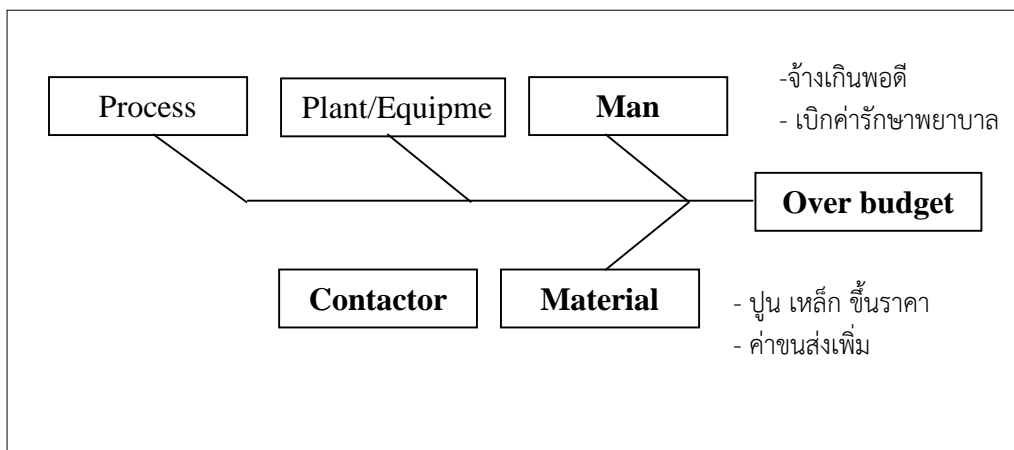 Process
Plant/Equipme
Man
-จ้างเกินพอดี
- เบิกค่ารักษาพยาบาล
Over budget
Contactor
Material
- ปูน เหล็ก ขึ้นราคา
- ค่าขนส่งเพิ่ม